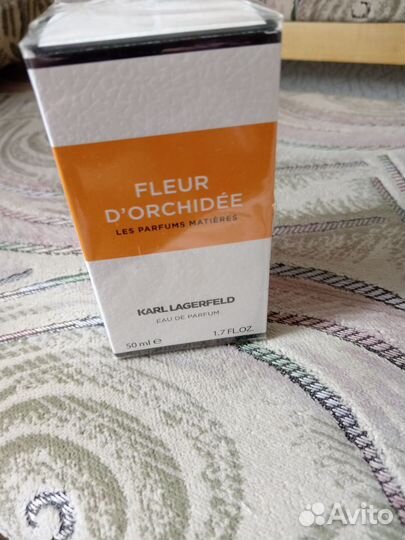 FLEUR
D'ORCHIDÉE
LES PARFUMS MATIÈRES
KARL LAGERFELD
EAU DE PARFUM
50 ml e 1.7 FL.OZ.
Avito